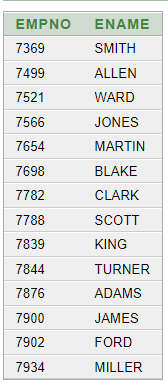 EMPNO ENAME
7369 SMITH
7499 ALLEN
7521 WARD
7566 JONES
7654 MARTIN
7698 BLAKE
7782 CLARK
7788 SCOTT
7839 KING
7844 TURNER
7876 ADAMS
7900 JAMES
7902 FORD
7934 MILLER